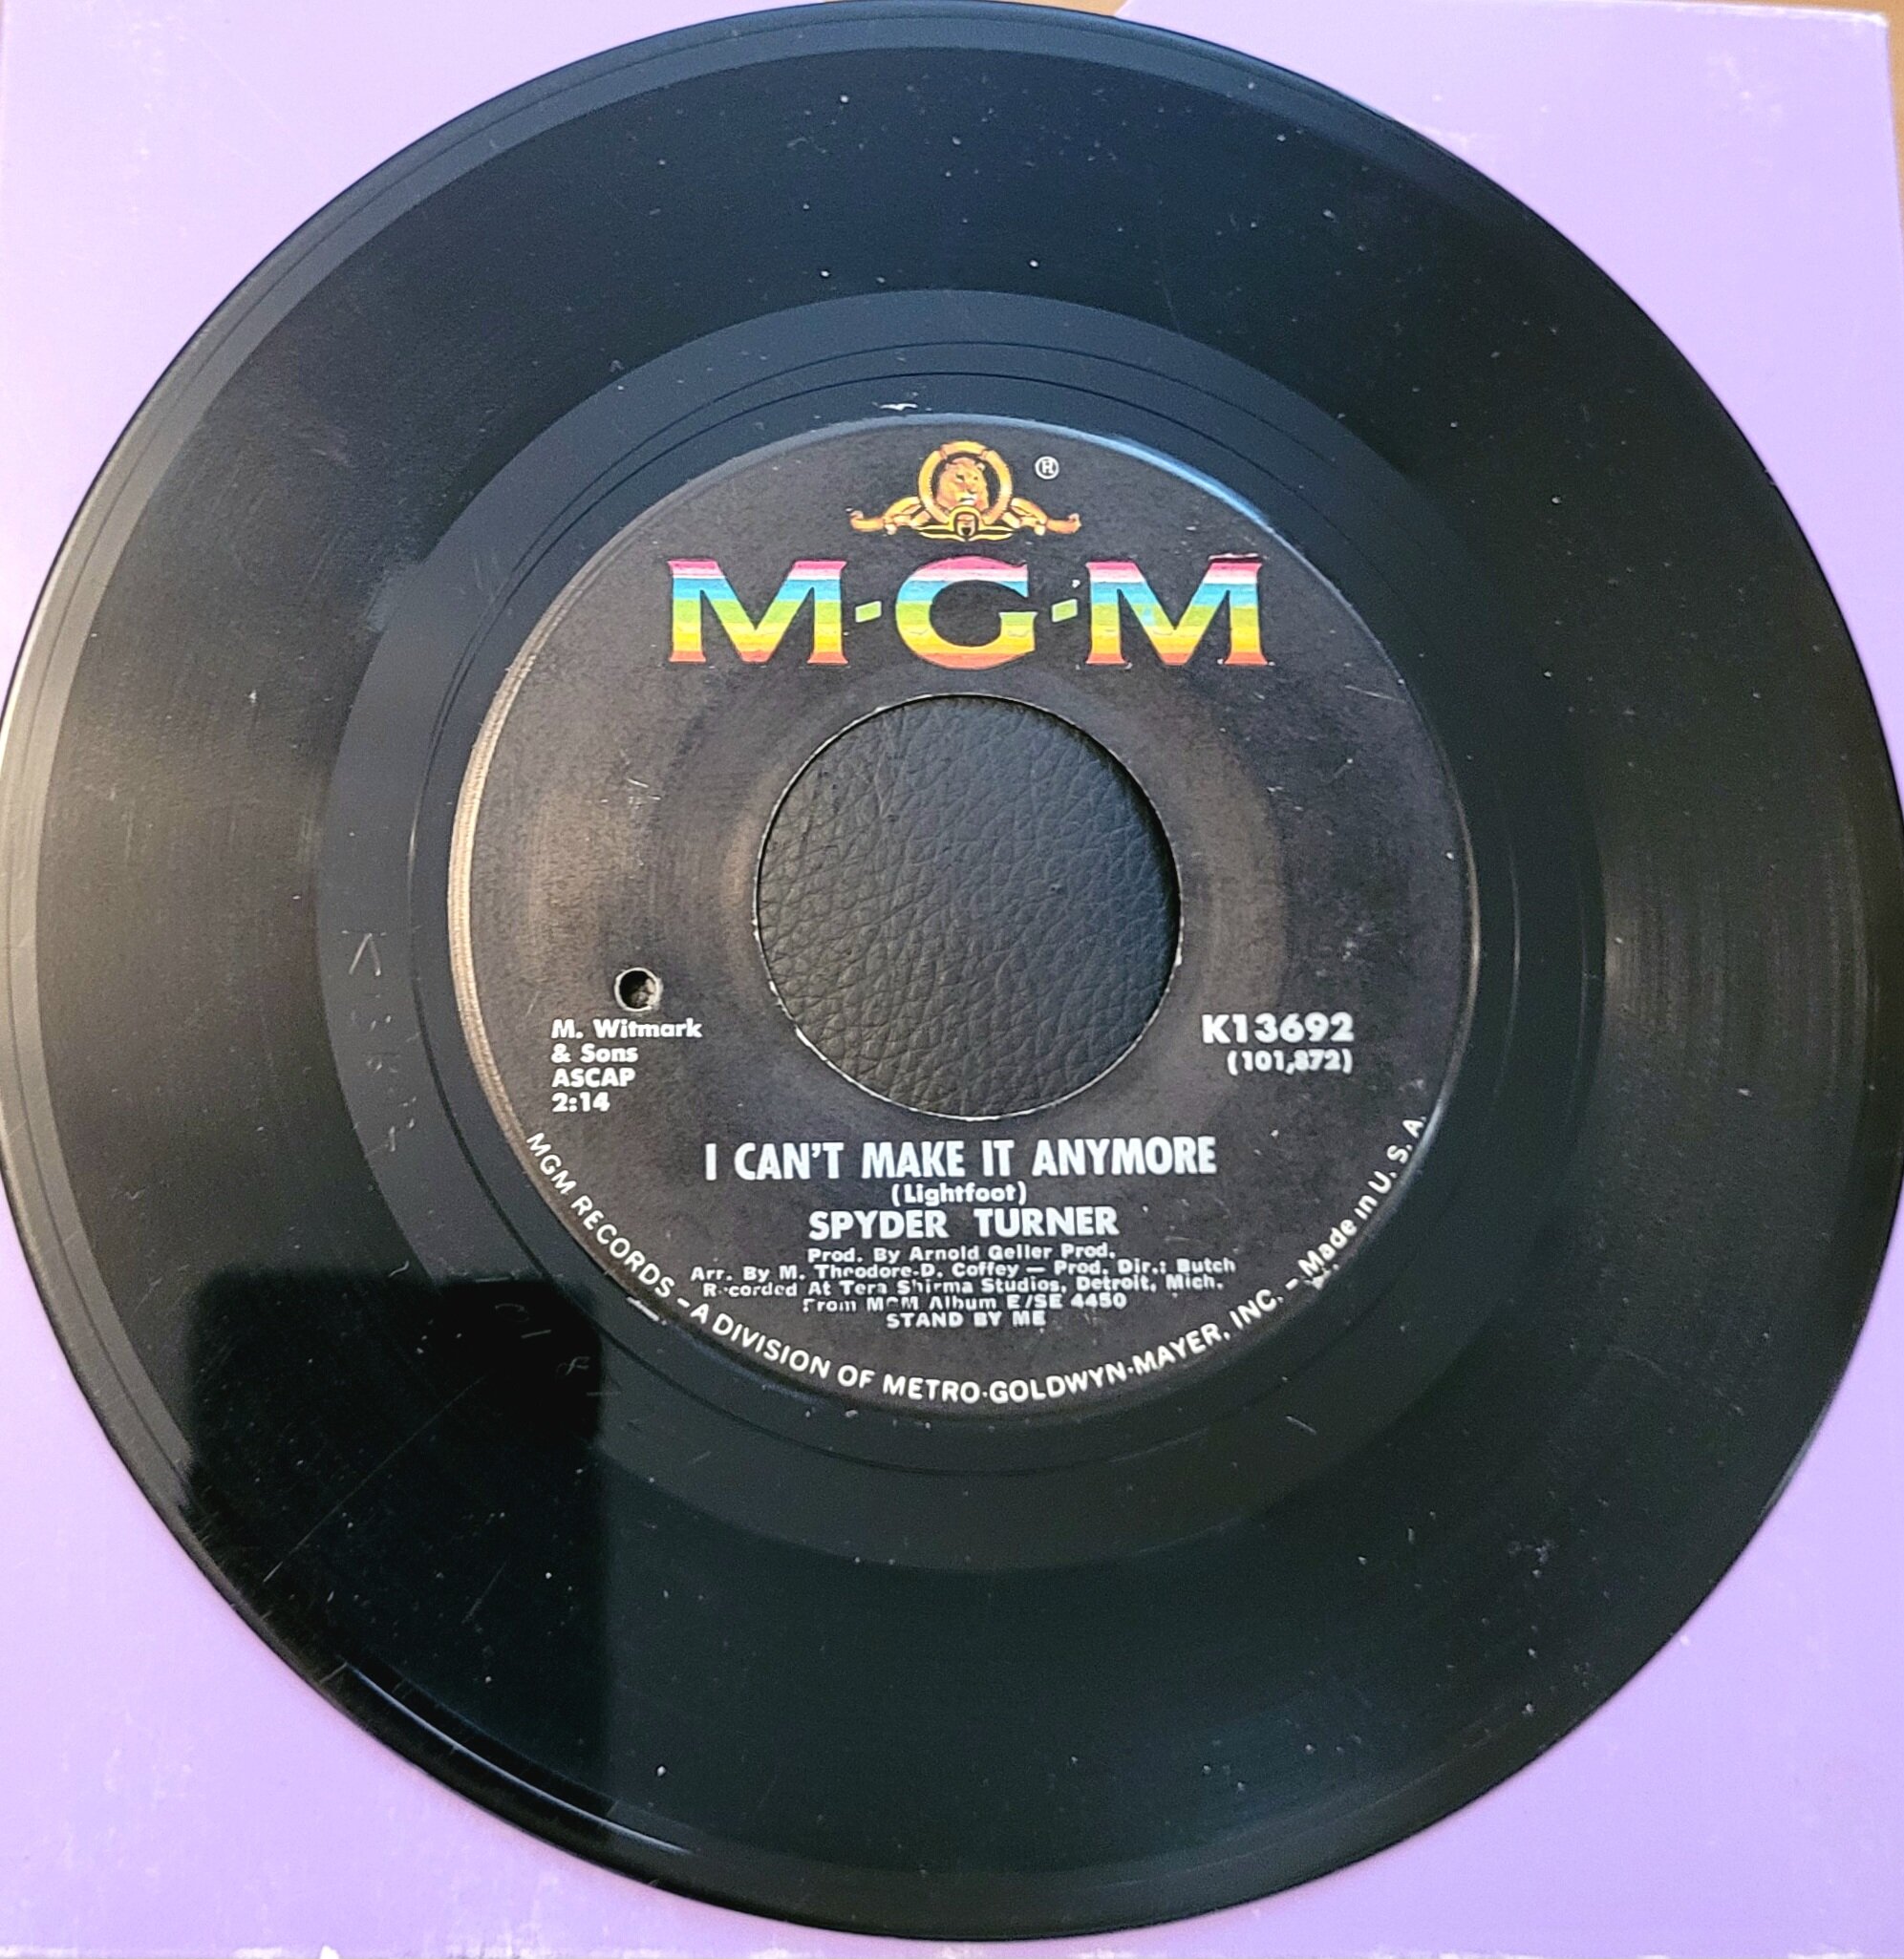 ®
M·G·M
M. Witmark
& Sons
ASCAP
2:14
K13692
(101,872)
I CAN'T MAKE IT ANYMORE
(Lightfoot)
SPYDER TURNER
Prod. By Arnold Geller Prod.
Arr. By M. Theodore-D. Coffey — Prod. Dir.: Butch
Recorded At Tera Shirma Studios, Detroit, Mich.
From MGM Album E/SE 4450
STAND BY ME
MGM RECORDS – A DIVISION OF METRO·GOLDWYN·MAYER, INC. – Made in U. S. A.